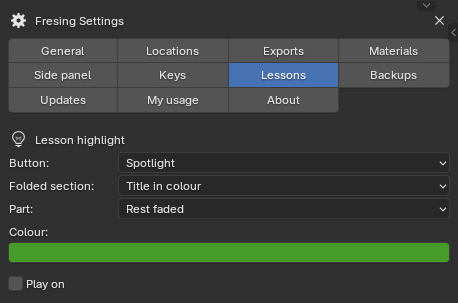 Fresing Settings
General Locations Exports Materials
Side panel Keys Lessons Backups
Updates My usage About
Lesson highlight
Button: Spotlight
Folded section: Title in colour
Part: Rest faded
Colour:
Play on